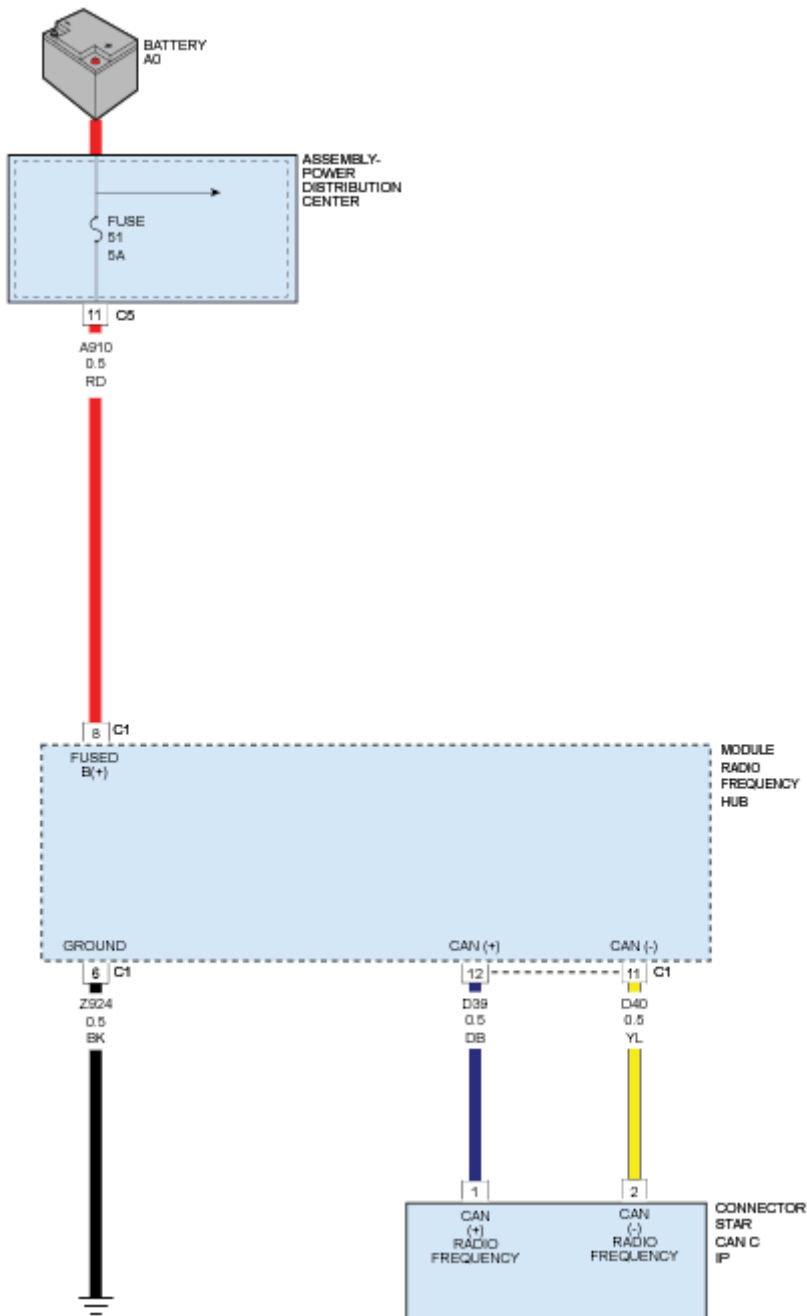 BATTERY
A0
ASSEMBLY-
POWER
DISTRIBUTION
CENTER
FUSE
51
5A
11 C5
A910
0.5
RD
8 C1
FUSED
B(+)
MODULE
RADIO
FREQUENCY
HUB
GROUND
CAN (+)
CAN (-)
6 C1
12
11 C1
Z924
0.5
BK
D39
0.5
DB
D40
0.5
YL
1
2
CAN
(+)
RADIO
FREQUENCY
CAN
(-)
RADIO
FREQUENCY
CONNECTOR
STAR
CAN C
IP